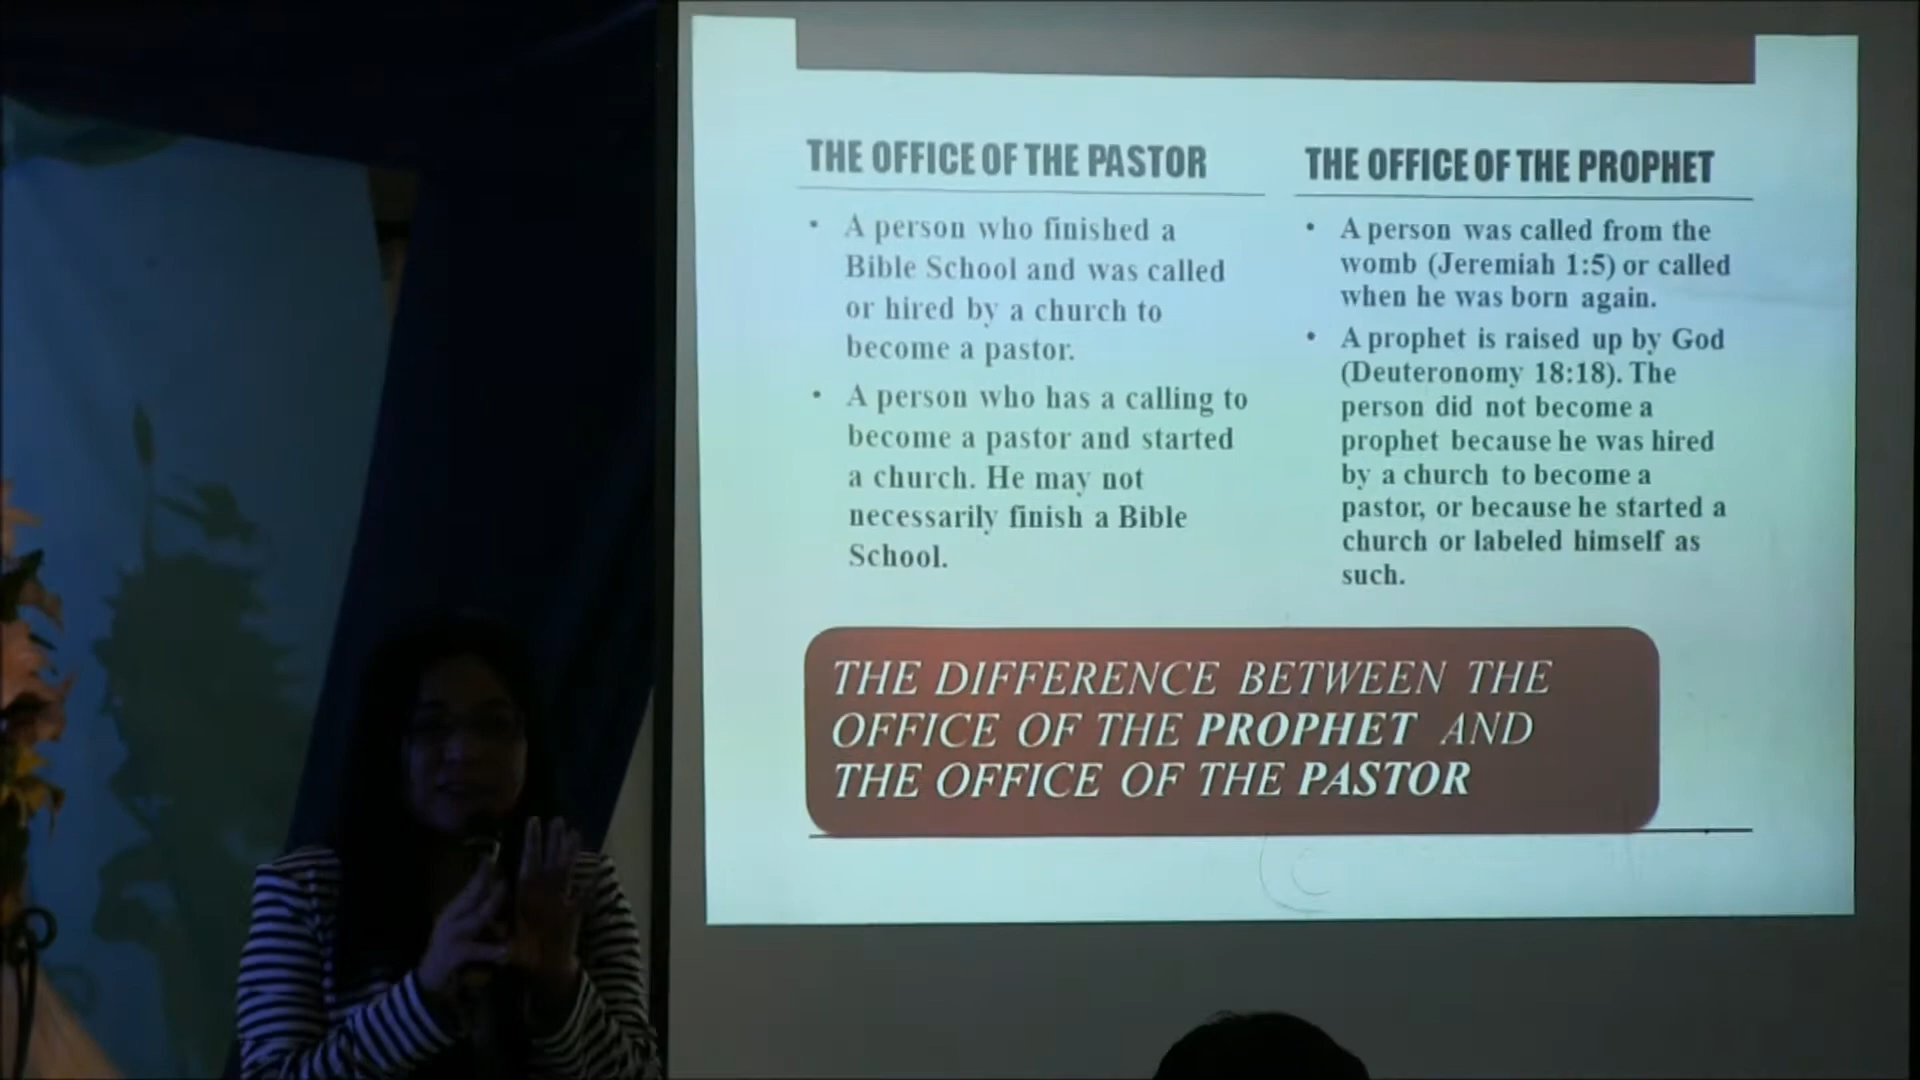 THE OFFICE OF THE PASTOR
• A person who finished a
Bible School and was called
or hired by a church to
become a pastor.
• A person who has a calling to
become a pastor and started
a church. He may not
necessarily finish a Bible
School.
THE OFFICE OF THE PROPHET
• A person was called from the
womb (Jeremiah 1:5) or called
when he was born again.
• A prophet is raised up by God
(Deuteronomy 18:18). The
person did not become a
prophet because he was hired
by a church to become a
pastor, or because he started a
church or labeled himself as
such.
THE DIFFERENCE BETWEEN THE
OFFICE OF THE PROPHET AND
THE OFFICE OF THE PASTOR